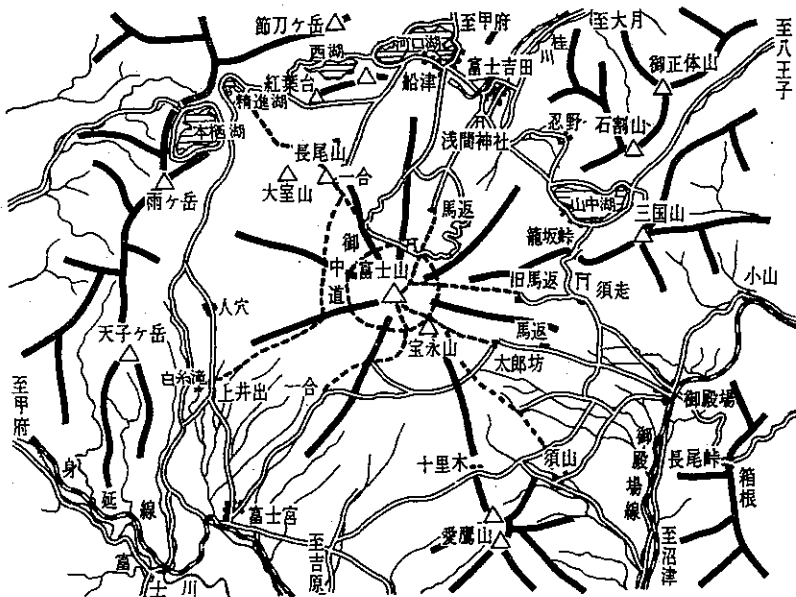 節刀ヶ岳
至甲府
至大月
至八王子
西湖
河口湖
桂川
御正体山
紅葉台
船津
富士吉田
精進湖
忍野
石割山
本栖湖
浅間神社
長尾山
一合
大室山
雨ヶ岳
馬返
山中湖
三国山
籠坂峠
御中道
富士山
旧馬返
須走
小山
人穴
天子ヶ岳
宝永山
馬返
太郎坊
白糸滝
上井出
一合
至甲府
御殿場
身延線
十里木
須山
御殿場線
長尾峠
箱根
富士宮
至吉原
愛鷹山
至沼津
富士川